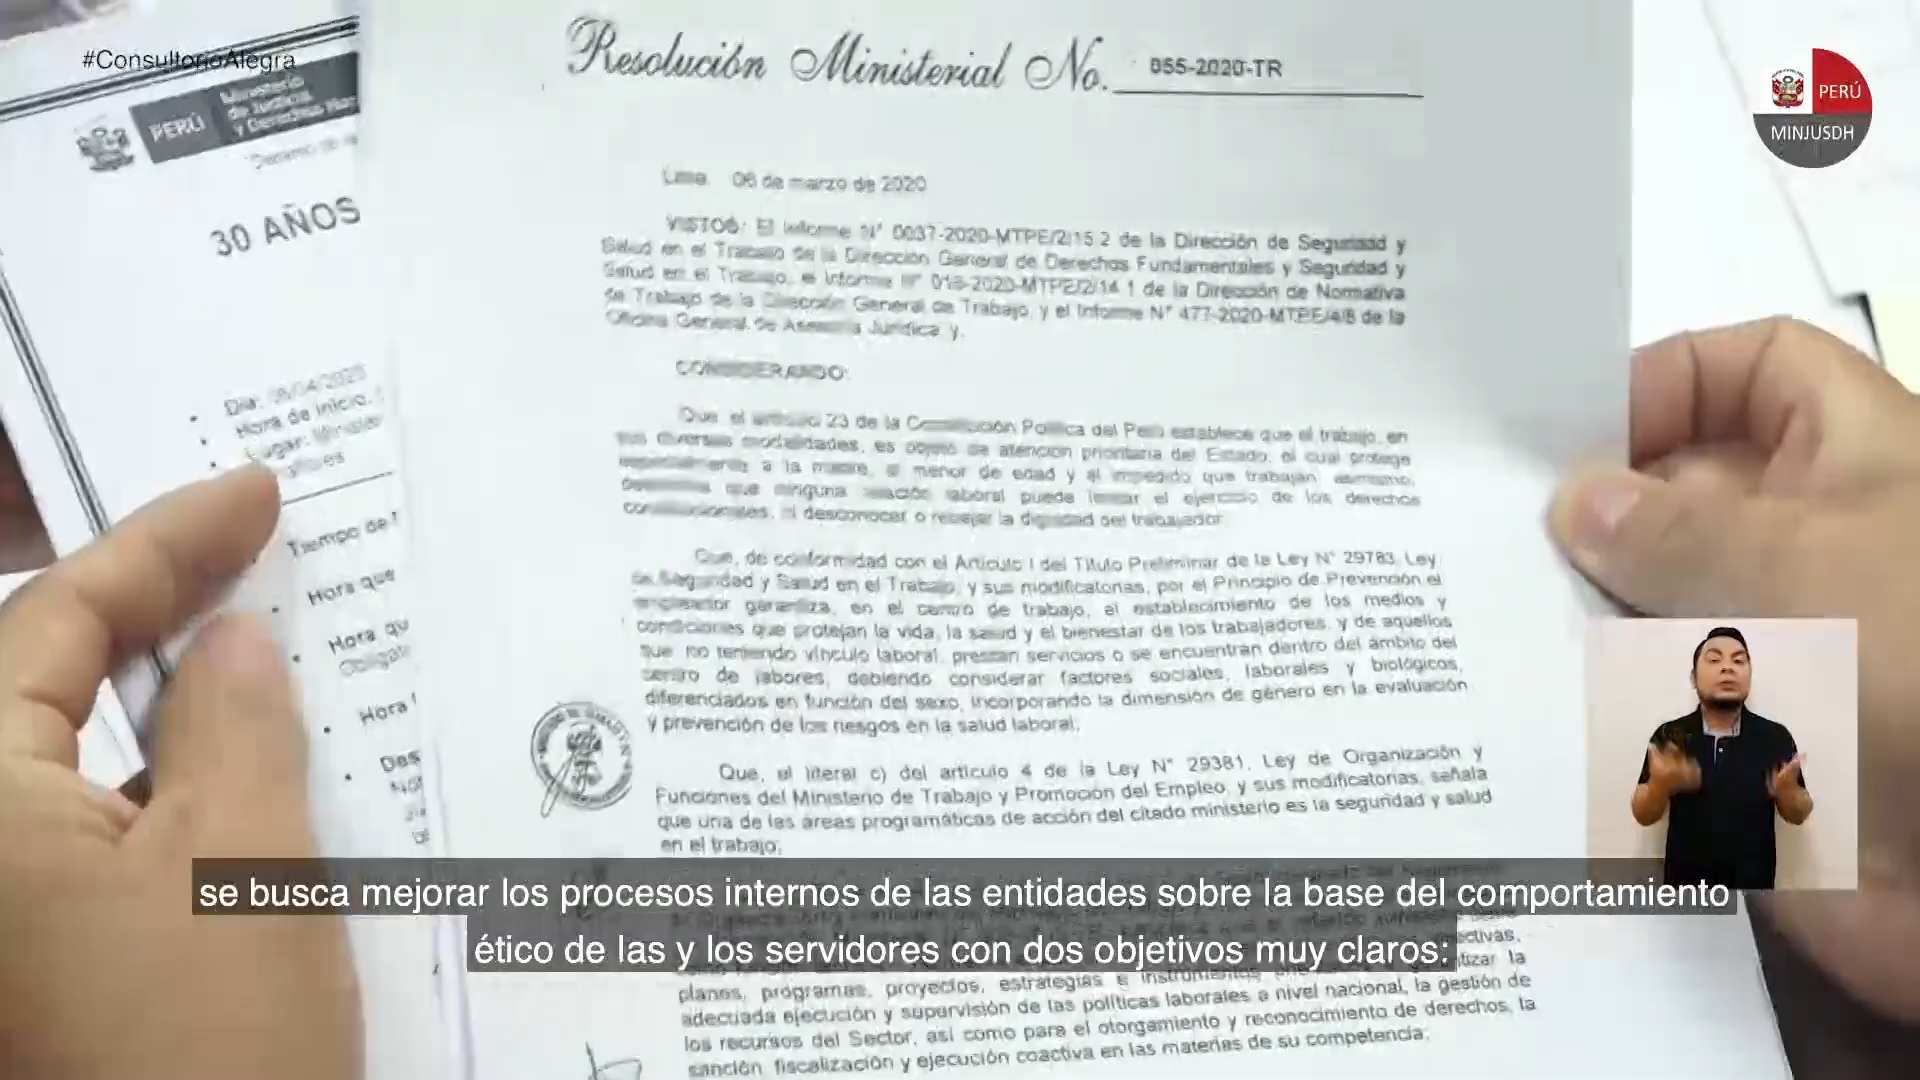 #ConsultorioAlegra
PERÚ
Ministerio
de Justicia
30 AÑOS
Hora de inicio.
Tiempo de
Hora que
Hora qu
Hora
Des
Resolución Ministerial No. 055-2020-TR
PERÚ
MINJUSDH
06 de marzo de 2020
VISTOS: El Informe N° 0037-2020-MTPE/2/15.2 de la Dirección de Seguridad y
Salud en el Trabajo de la Dirección General de Derechos Fundamentales y Seguridad y
Salud en el Trabajo, el Informe N° 018-2020-MTPE/2/14.1 de la Dirección de Normativa
de Trabajo de la Dirección General de Trabajo, y el Informe N° 477-2020-MTPE/4/8 de la
Oficina General de Asesoría Jurídica y,
CONSIDERANDO:
Que el artículo 23 de la Constitución Política del Perú establece que el trabajo, en
sus diversas modalidades, es objeto de atención prioritaria del Estado, el cual protege
especialmente a la madre, al menor de edad y al impedido que trabajan asimismo,
que ninguna relación laboral puede limitar el ejercicio de los derechos
constitucionales, ni desconocer o rebajar la dignidad del trabajador.
Que, de conformidad con el Artículo I del Título Preliminar de la Ley N° 29783, Ley
de Seguridad y Salud en el Trabajo, y sus modificatorias, por el Principio de Prevención el
empleador garantiza, en el centro de trabajo, el establecimiento de los medios y
condiciones que protejan la vida, la salud y el bienestar de los trabajadores, y de aquellos
que no teniendo vínculo laboral, prestan servicios o se encuentran dentro del ámbito del
centro de labores, debiendo considerar factores sociales, laborales y biológicos,
diferenciados en función del sexo, incorporando la dimensión de género en la evaluación
y prevención de los riesgos en la salud laboral;
Que, el literal c) del artículo 4 de la Ley N° 29381, Ley de Organización y
Funciones del Ministerio de Trabajo y Promoción del Empleo, y sus modificatorias, señala
que una de las áreas programáticas de acción del citado ministerio es la seguridad y salud
en el trabajo;
se busca mejorar los procesos internos de las entidades sobre la base del comportamiento
ético de las y los servidores con dos objetivos muy claros:
planes, programas, proyectos, estrategias e la
adecuada ejecución y supervisión de las políticas laborales a nivel nacional, la gestión de
los recursos del Sector, así como para el otorgamiento y reconocimiento de derechos, la
sanción, fiscalización y ejecución coactiva en las materias de su competencia;